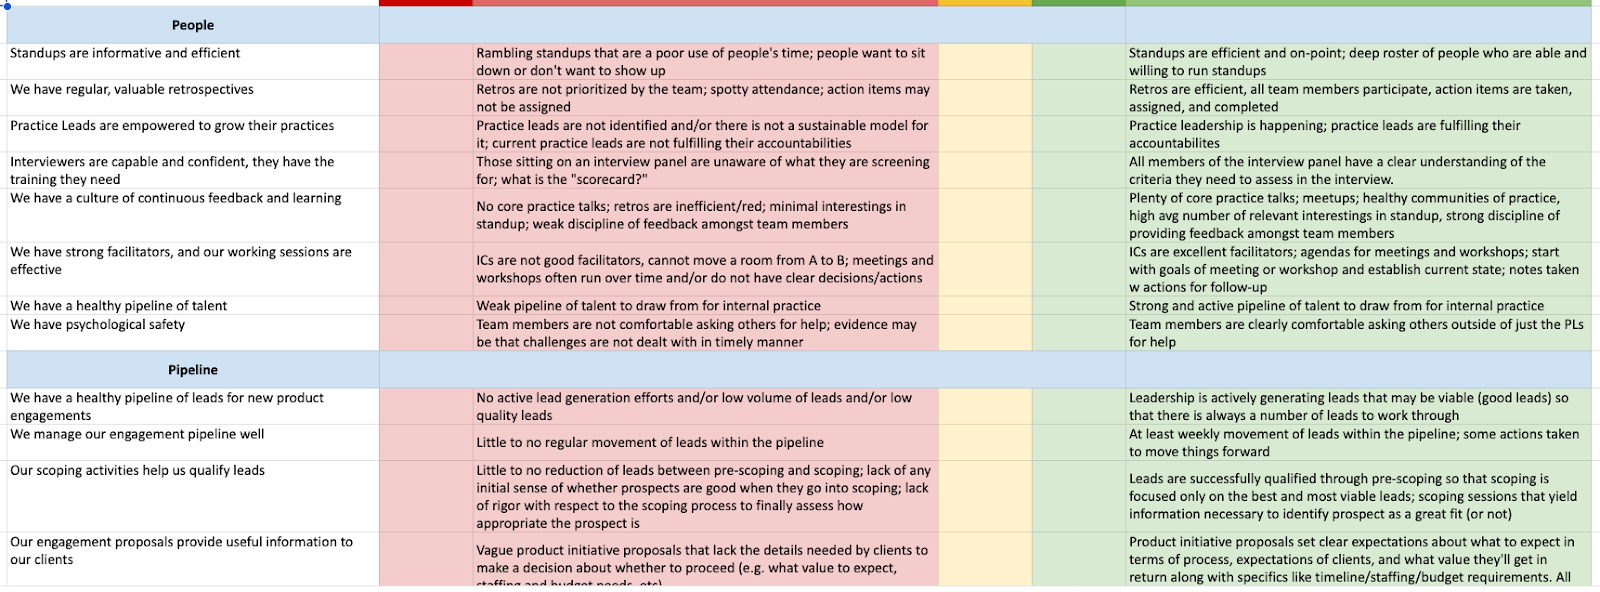 People
Standups are informative and efficient
Rambling standups that are a poor use of people's time; people want to sit
down or don't want to show up
Standups are efficient and on-point; deep roster of people who are able and
willing to run standups
We have regular, valuable retrospectives
Retros are not prioritized by the team; spotty attendance; action items may
not be assigned
Retros are efficient, all team members participate, action items are taken,
assigned, and completed
Practice Leads are empowered to grow their practices
Practice leads are not identified and/or there is not a sustainable model for
it; current practice leads are not fulfilling their accountabilities
Practice leadership is happening; practice leads are fulfilling their
accountabilites
Interviewers are capable and confident, they have the
training they need
Those sitting on an interview panel are unaware of what they are screening
for; what is the "scorecard?"
All members of the interview panel have a clear understanding of the
criteria they need to assess in the interview.
We have a culture of continuous feedback and learning
No core practice talks; retros are inefficient/red; minimal interestings in
standup; weak discipline of feedback amongst team members
Plenty of core practice talks; meetups; healthy communities of practice,
high avg number of relevant interestings in standup, strong discipline of
providing feedback amongst team members
We have strong facilitators, and our working sessions are
effective
ICs are not good facilitators, cannot move a room from A to B; meetings and
workshops often run over time and/or do not have clear decisions/actions
ICs are excellent facilitators; agendas for meetings and workshops; start
with goals of meeting or workshop and establish current state; notes taken
w actions for follow-up
We have a healthy pipeline of talent
Weak pipeline of talent to draw from for internal practice
Strong and active pipeline of talent to draw from for internal practice
We have psychological safety
Team members are not comfortable asking others for help; evidence may
be that challenges are not dealt with in timely manner
Team members are clearly comfortable asking others outside of just the PLs
for help
Pipeline
We have a healthy pipeline of leads for new product
engagements
No active lead generation efforts and/or low volume of leads and/or low
quality leads
Leadership is actively generating leads that may be viable (good leads) so
that there is always a number of leads to work through
We manage our engagement pipeline well
Little to no regular movement of leads within the pipeline
At least weekly movement of leads within the pipeline; some actions taken
to move things forward
Our scoping activities help us qualify leads
Little to no reduction of leads between pre-scoping and scoping; lack of any
initial sense of whether prospects are good when they go into scoping; lack
of rigor with respect to the scoping process to finally assess how
appropriate the prospect is
Leads are successfully qualified through pre-scoping so that scoping is
focused only on the best and most viable leads; scoping sessions that yield
information necessary to identify prospect as a great fit (or not)
Our engagement proposals provide useful information to
our clients
Vague product initiative proposals that lack the details needed by clients to
make a decision about whether to proceed (e.g. what value to expect,
staffing and budget needs, etc)
Product initiative proposals set clear expectations about what to expect in
terms of process, expectations of clients, and what value they'll get in
return along with specifics like timeline/staffing/budget requirements. All